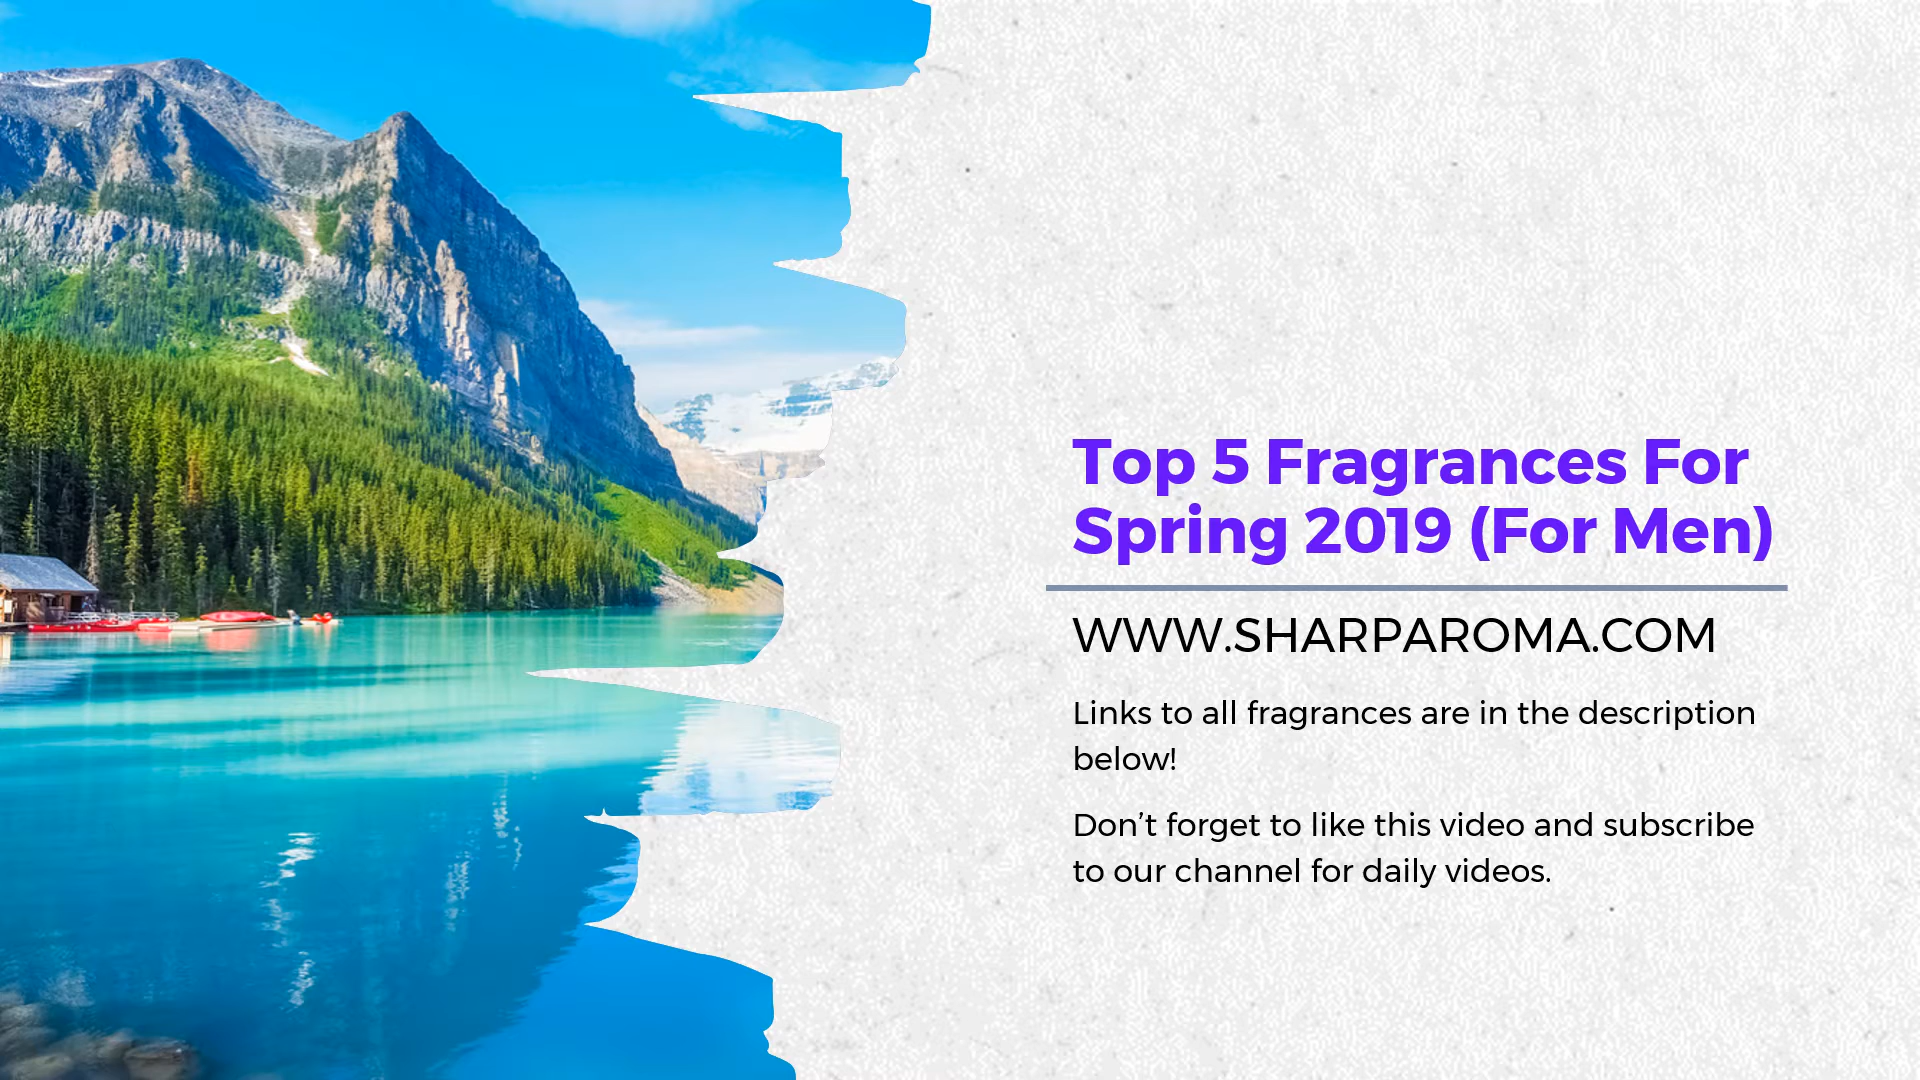 Top 5 Fragrances For
Spring 2019 (For Men)
WWW.SHARPAROMA.COM
Links to all fragrances are in the description
below!
Don’t forget to like this video and subscribe
to our channel for daily videos.